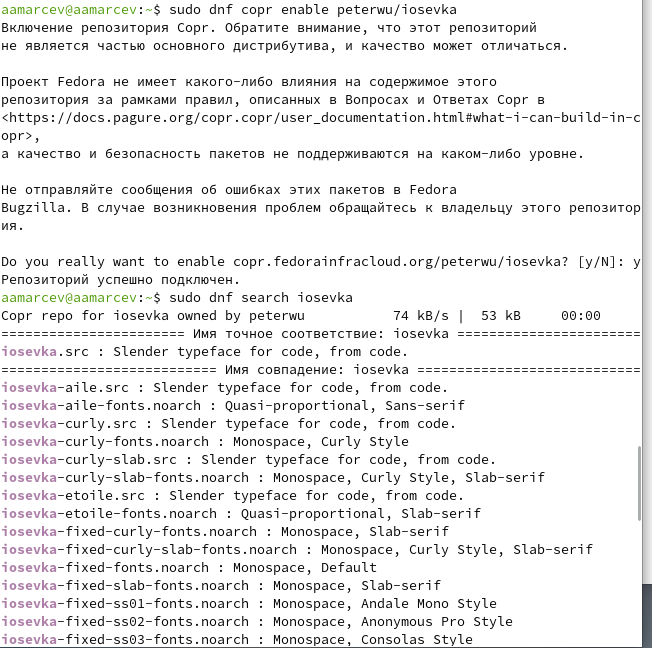 aamarcev@aamarcev:~$ sudo dnf copr enable peterwu/iosevka
Включение репозитория Copr. Обратите внимание, что этот репозиторий
не является частью основного дистрибутива, и качество может отличаться.

Проект Fedora не имеет какого-либо влияния на содержимое этого
репозитория за рамками правил, описанных в Вопросах и Ответах Copr в
<https://docs.pagure.org/copr.copr/user_documentation.html#what-i-can-build-in-c
opr>,
а качество и безопасность пакетов не поддерживаются на каком-либо уровне.

Не отправляйте сообщения об ошибках этих пакетов в Fedora
Bugzilla. В случае возникновения проблем обращайтесь к владельцу этого репозитор
ия.

Do you really want to enable copr.fedorainfracloud.org/peterwu/iosevka? [y/N]: y
Репозиторий успешно подключен.
aamarcev@aamarcev:~$ sudo dnf search iosevka
Copr repo for iosevka owned by peterwu           74 kB/s |  53 kB     00:00
======================= Имя точное соответствие: iosevka =======================
iosevka.src : Slender typeface for code, from code.
=========================== Имя совпадение: iosevka ============================
iosevka-aile.src : Slender typeface for code, from code.
iosevka-aile-fonts.noarch : Quasi-proportional, Sans-serif
iosevka-curly.src : Slender typeface for code, from code.
iosevka-curly-fonts.noarch : Monospace, Curly Style
iosevka-curly-slab.src : Slender typeface for code, from code.
iosevka-curly-slab-fonts.noarch : Monospace, Curly Style, Slab-serif
iosevka-etoile.src : Slender typeface for code, from code.
iosevka-etoile-fonts.noarch : Quasi-proportional, Slab-serif
iosevka-fixed-curly-fonts.noarch : Monospace, Slab-serif
iosevka-fixed-curly-slab-fonts.noarch : Monospace, Curly Style, Slab-serif
iosevka-fixed-fonts.noarch : Monospace, Default
iosevka-fixed-slab-fonts.noarch : Monospace, Slab-serif
iosevka-fixed-ss01-fonts.noarch : Monospace, Andale Mono Style
iosevka-fixed-ss02-fonts.noarch : Monospace, Anonymous Pro Style
iosevka-fixed-ss03-fonts.noarch : Monospace, Consolas Style